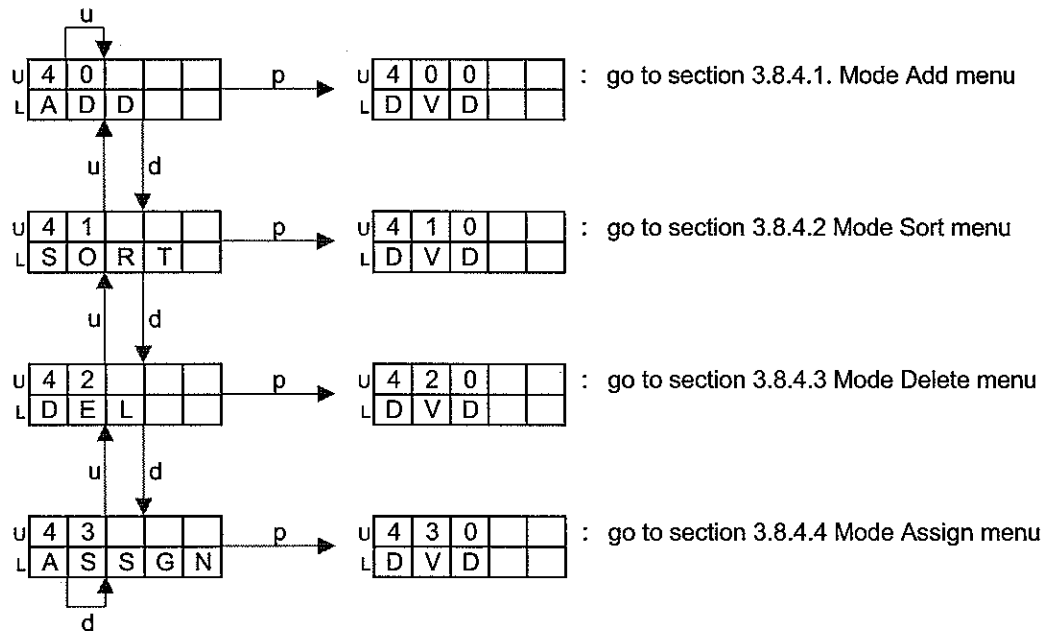 u
U 4 0 p U 4 0 0 : go to section 3.8.4.1. Mode Add menu
L A D D L D V D
u d
U 4 1 p U 4 1 0 : go to section 3.8.4.2 Mode Sort menu
L S O R T L D V D
u d
U 4 2 p U 4 2 0 : go to section 3.8.4.3 Mode Delete menu
L D E L L D V D
u d
U 4 3 p U 4 3 0 : go to section 3.8.4.4 Mode Assign menu
L A S S G N L D V D
d